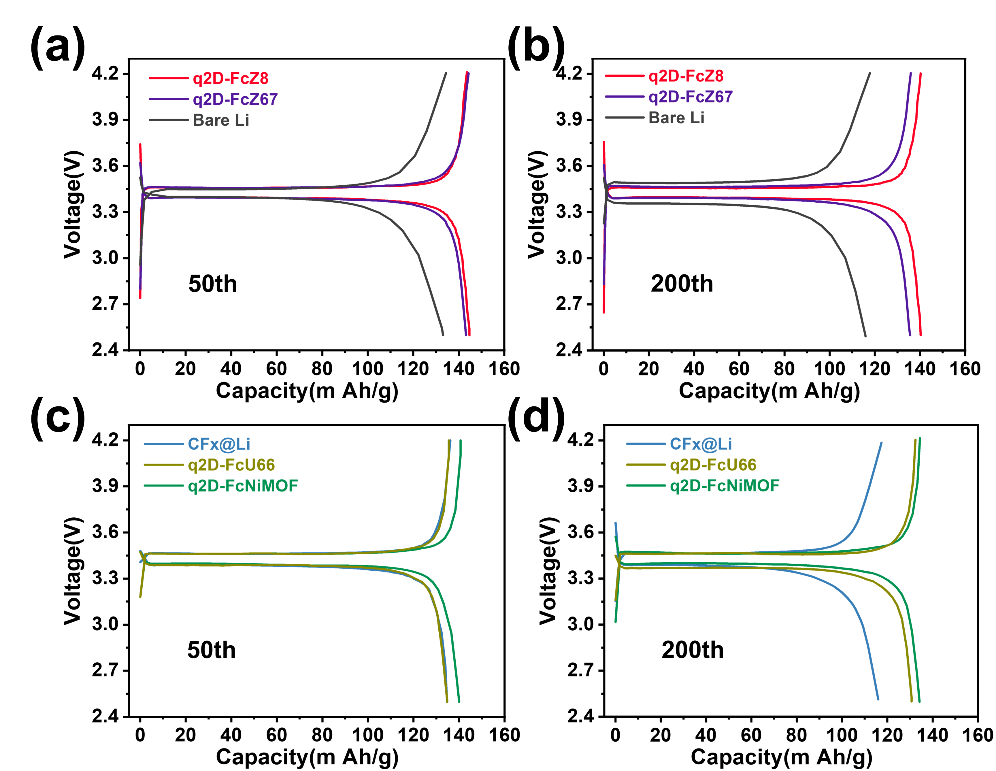 (a)
q2D-FcZ8
q2D-FcZ67
Bare Li
4.2
3.9
3.6
3.3
3.0
2.7
2.4
Voltage(V)
50th
0 20 40 60 80 100 120 140 160
Capacity(m Ah/g)
(b)
q2D-FcZ8
q2D-FcZ67
Bare Li
4.2
3.9
3.6
3.3
3.0
2.7
2.4
Voltage(V)
200th
0 20 40 60 80 100 120 140 160
Capacity(m Ah/g)
(c)
CFx@Li
q2D-FcU66
q2D-FcNiMOF
4.2
3.9
3.6
3.3
3.0
2.7
2.4
Voltage(V)
50th
0 20 40 60 80 100 120 140 160
Capacity(m Ah/g)
(d)
CFx@Li
q2D-FcU66
q2D-FcNiMOF
4.2
3.9
3.6
3.3
3.0
2.7
2.4
Voltage(V)
200th
0 20 40 60 80 100 120 140 160
Capacity(m Ah/g)